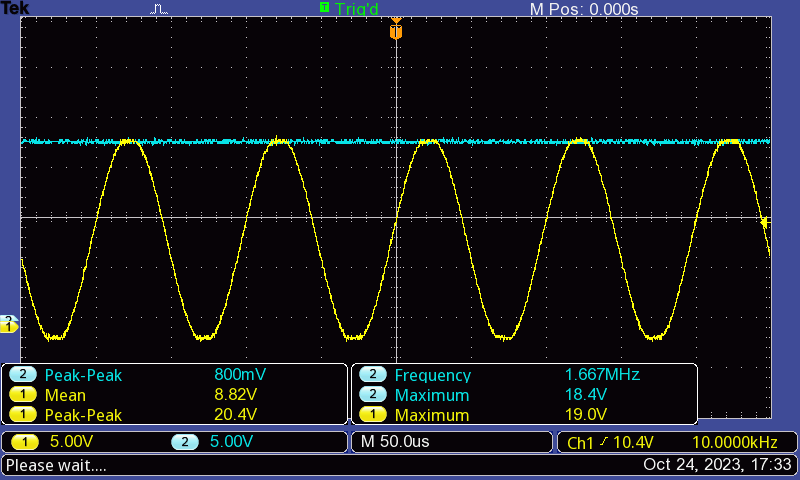 Tek T Trig'd M Pos: 0.000s
T
2
1
2 Peak-Peak 800mV 2 Frequency 1.667MHz
1 Mean 8.82V 2 Maximum 18.4V
1 Peak-Peak 20.4V 1 Maximum 19.0V
1 5.00V 2 5.00V M 50.0us Ch1 10.4V 10.0000kHz
Please wait.... Oct 24, 2023, 17:33